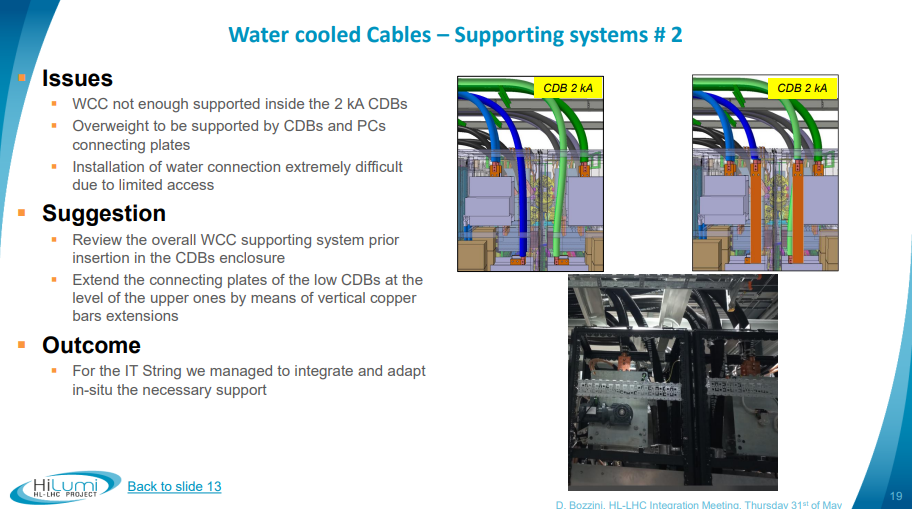 Water cooled Cables – Supporting systems # 2
Issues
WCC not enough supported inside the 2 kA CDBs
Overweight to be supported by CDBs and PCs
connecting plates
Installation of water connection extremely difficult
due to limited access
Suggestion
Review the overall WCC supporting system prior
insertion in the CDBs enclosure
Extend the connecting plates of the low CDBs at the
level of the upper ones by means of vertical copper
bars extensions
Outcome
For the IT String we managed to integrate and adapt
in-situ the necessary support
CDB 2 kA
CDB 2 kA
HiLumi
HL-LHC PROJECT
Back to slide 13
D. Bozzini, HL-LHC Integration Meeting, Thursday 31st of May
19